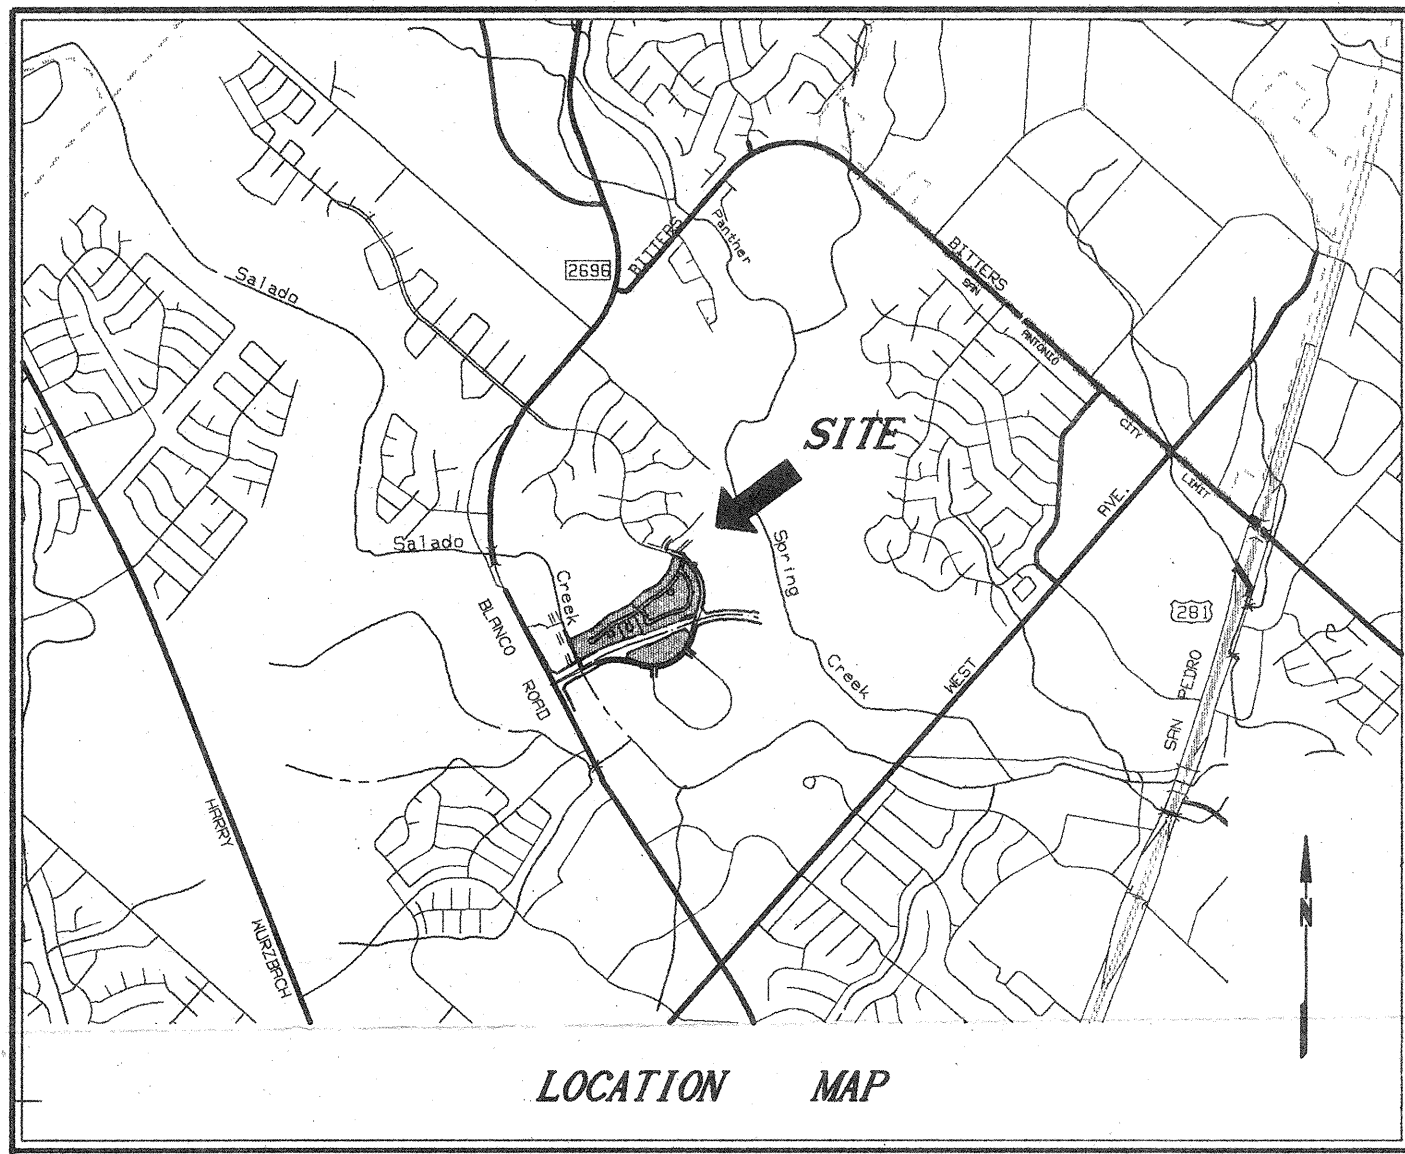 Salado
2696
BITTERS
Panther
BITTERS
SAN
ANTONIO
CITY
LIMIT
SITE
AVE.
WEST
Salado
Creek
Spring
Creek
BLANCO
ROAD
281
SAN PEDRO
HARRY
WURZBACH
N
LOCATION MAP